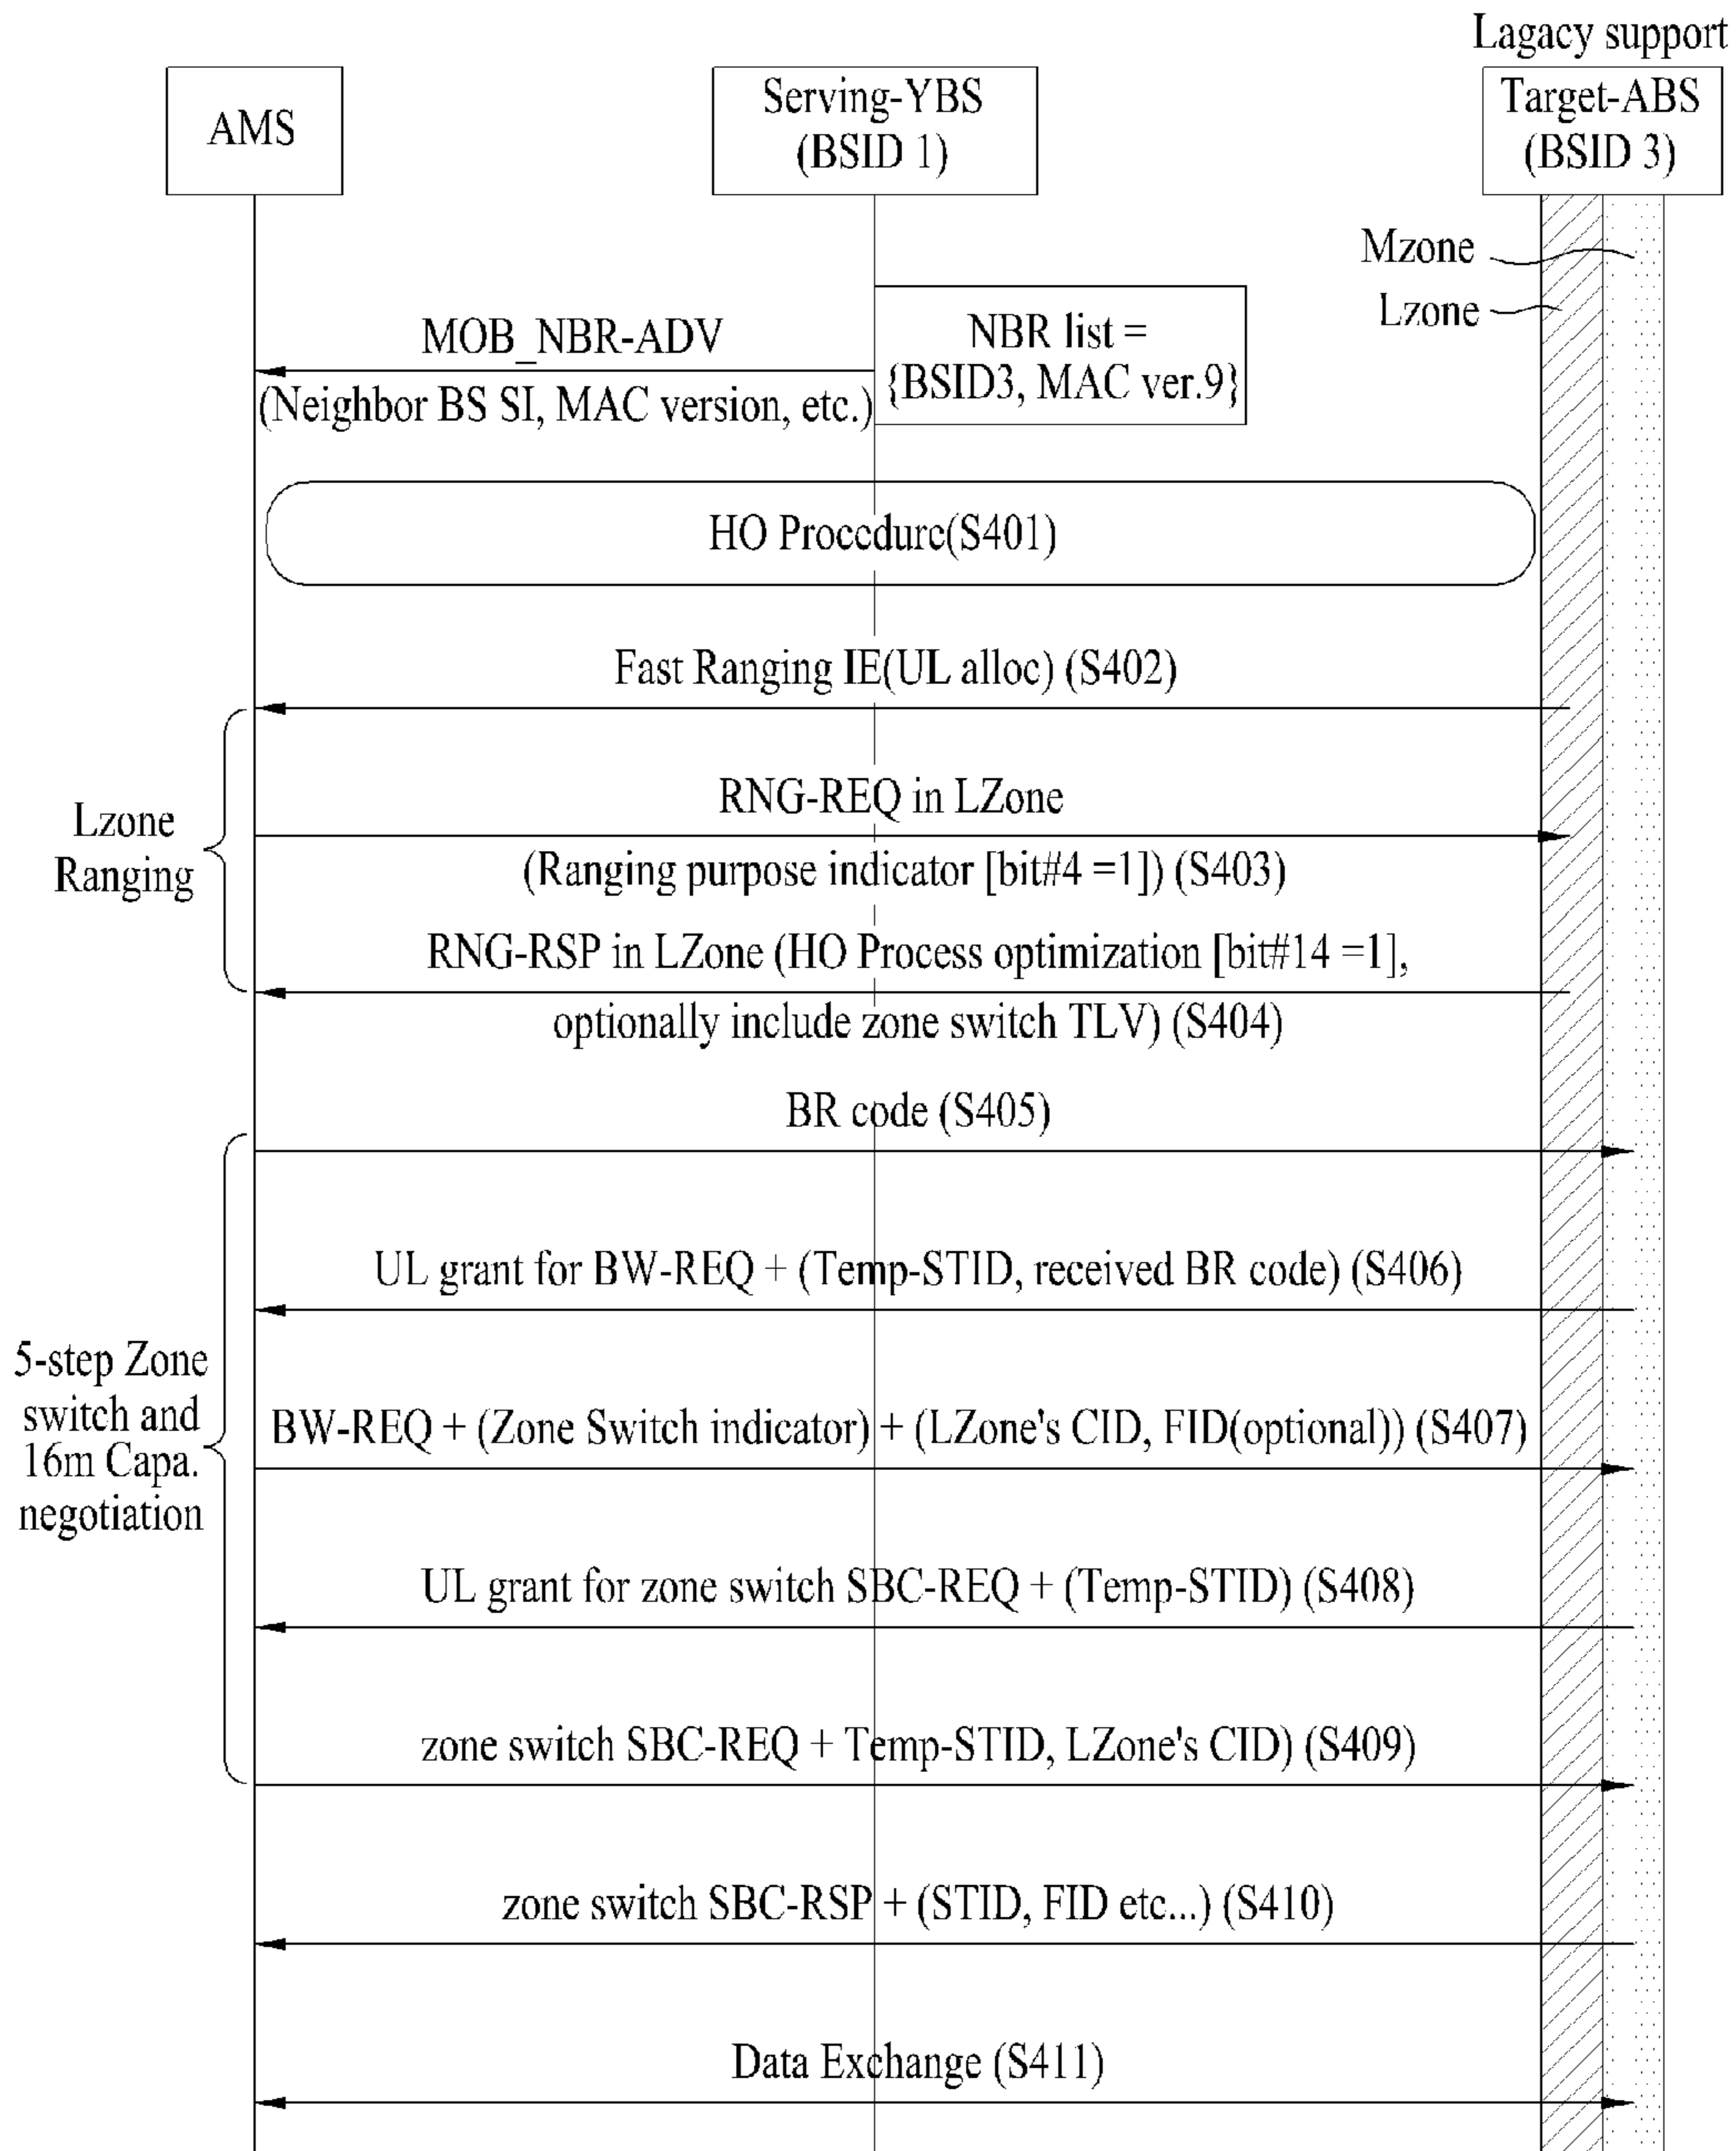 Lagacy support
AMS
Serving-YBS
(BSID 1)
Target-ABS
(BSID 3)
Mzone
Lzone
NBR list =
{BSID3, MAC ver.9}
MOB_NBR-ADV
(Neighbor BS SI, MAC version, etc.)
HO Procedure(S401)
Fast Ranging IE(UL alloc) (S402)
Lzone
Ranging
RNG-REQ in LZone
(Ranging purpose indicator [bit#4 =1]) (S403)
RNG-RSP in LZone (HO Process optimization [bit#14 =1],
optionally include zone switch TLV) (S404)
BR code (S405)
UL grant for BW-REQ + (Temp-STID, received BR code) (S406)
5-step Zone
switch and
16m Capa.
negotiation
BW-REQ + (Zone Switch indicator) + (LZone's CID, FID(optional)) (S407)
UL grant for zone switch SBC-REQ + (Temp-STID) (S408)
zone switch SBC-REQ + Temp-STID, LZone's CID) (S409)
zone switch SBC-RSP + (STID, FID etc...) (S410)
Data Exchange (S411)